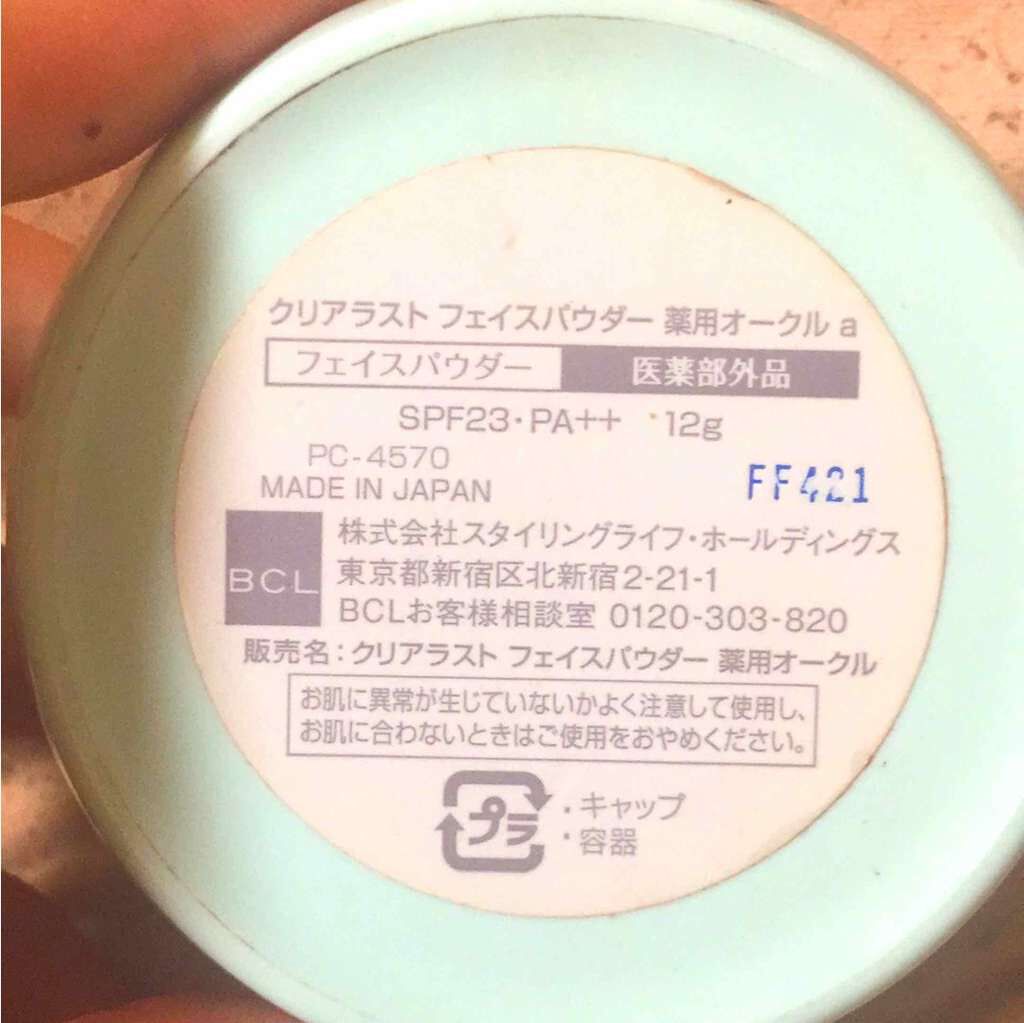 クリアラスト フェイスパウダー 薬用オークル a
フェイスパウダー 医薬部外品
SPF23・PA++ 12g
PC-4570
MADE IN JAPAN
FF421
BCL
株式会社スタイリングライフ・ホールディングス
東京都新宿区北新宿2-21-1
BCLお客様相談室 0120-303-820
販売名：クリアラスト フェイスパウダー 薬用オークル
お肌に異常が生じていないかよく注意して使用し、
お肌に合わないときはご使用をおやめください。
プラ
・キャップ
・容器